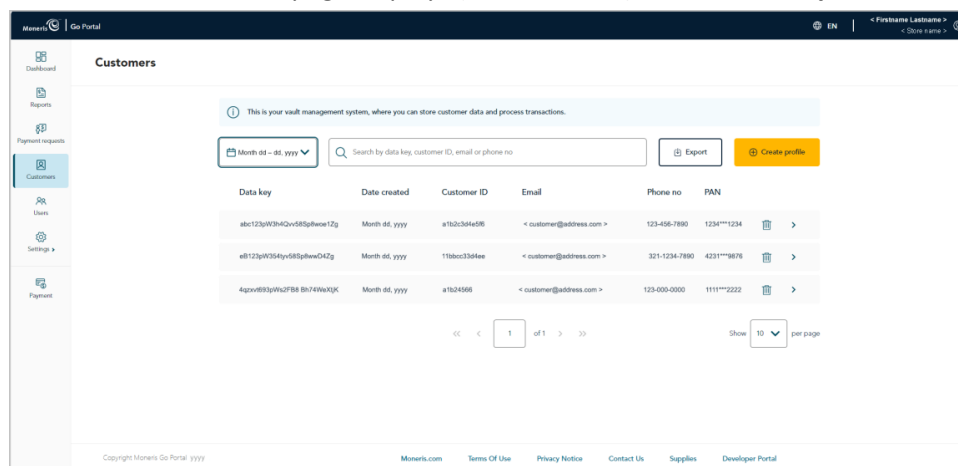 Moneris Go Portal
EN
< Firstname Lastname >
< Store name >
Dashboard
Reports
Payment requests
Customers
Users
Settings
Payment
Customers
This is your vault management system, where you can store customer data and process transactions.
Month dd – dd, yyyy
Search by data key, customer ID, email or phone no
Export
Create profile
Data key Date created Customer ID Email Phone no PAN
abc123pW3h4Qvv58Sp8woe1Zg Month dd, yyyy a1b2c3d4e5f6 < customer@address.com > 123-456-7890 1234***1234
eB123pW354tyv58Sp8wwD4Zg Month dd, yyyy 11bbcc33d4ee < customer@address.com > 321-1234-7890 4231***9876
4qzxvt693pWs2FB8 Bh74WeXtjK Month dd, yyyy a1b24566 < customer@address.com > 123-000-0000 1111***2222
<< < 1 of 1 > >> Show 10 per page
Copyright Moneris Go Portal yyyy Moneris.com Terms Of Use Privacy Notice Contact Us Supplies Developer Portal